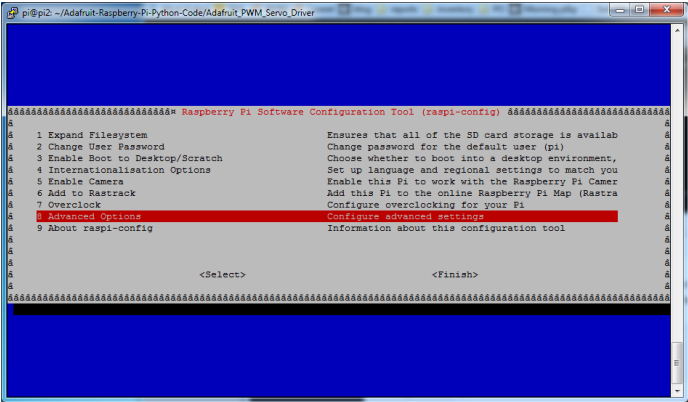 pi@pi2: ~/Adafruit-Raspberry-Pi-Python-Code/Adafruit_PWM_Servo_Driver
Raspberry Pi Software Configuration Tool (raspi-config)
1 Expand Filesystem Ensures that all of the SD card storage is availab
2 Change User Password Change password for the default user (pi)
3 Enable Boot to Desktop/Scratch Choose whether to boot into a desktop environment,
4 Internationalisation Options Set up language and regional settings to match you
5 Enable Camera Enable this Pi to work with the Raspberry Pi Camer
6 Add to Rastrack Add this Pi to the online Raspberry Pi Map (Rastra
7 Overclock Configure overclocking for your Pi
8 Advanced Options Configure advanced settings
9 About raspi-config Information about this configuration tool
<Select> <Finish>